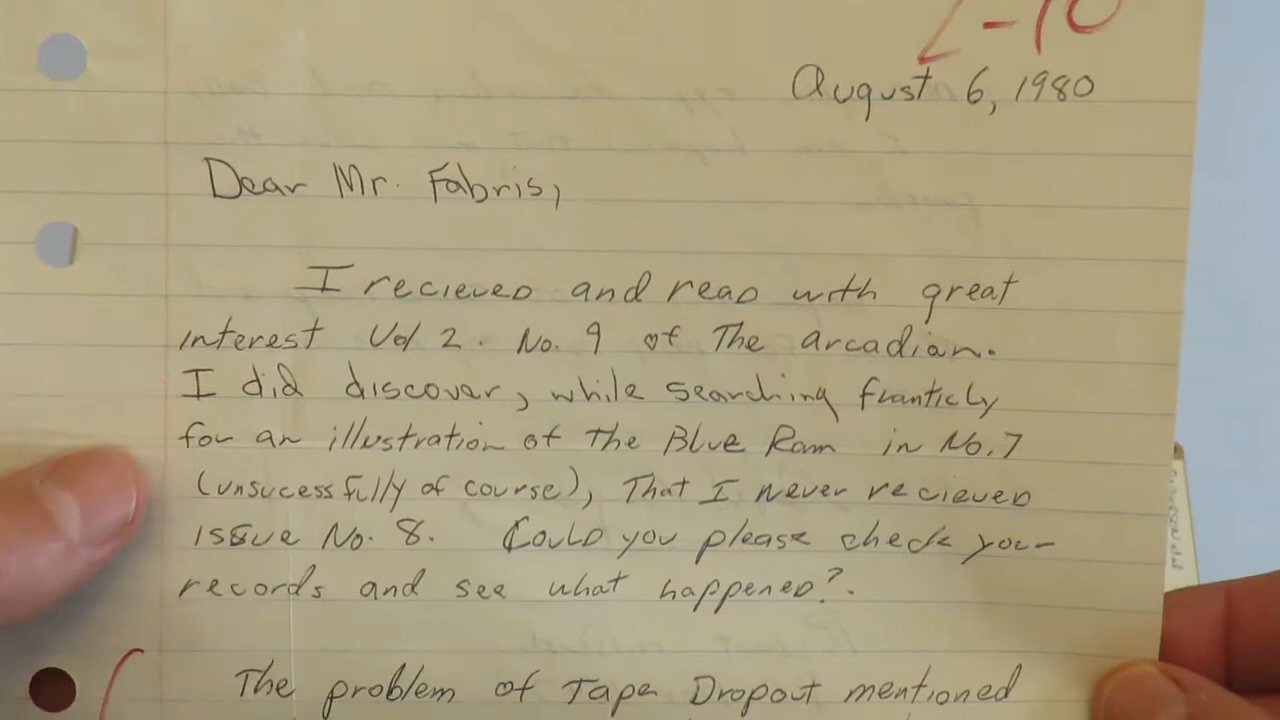 2-10
August 6, 1980
Dear Mr. Fabris,
I recieved and read with great
interest Vol 2. No. 9 of The arcadian.
I did discover, while searching franticly
for an illustration of the Blue Ram in No. 7
(unsucessfully of course), That I never recieved
issue No. 8. Could you please check your
records and see what happened?.
The problem of Tape Dropout mentioned